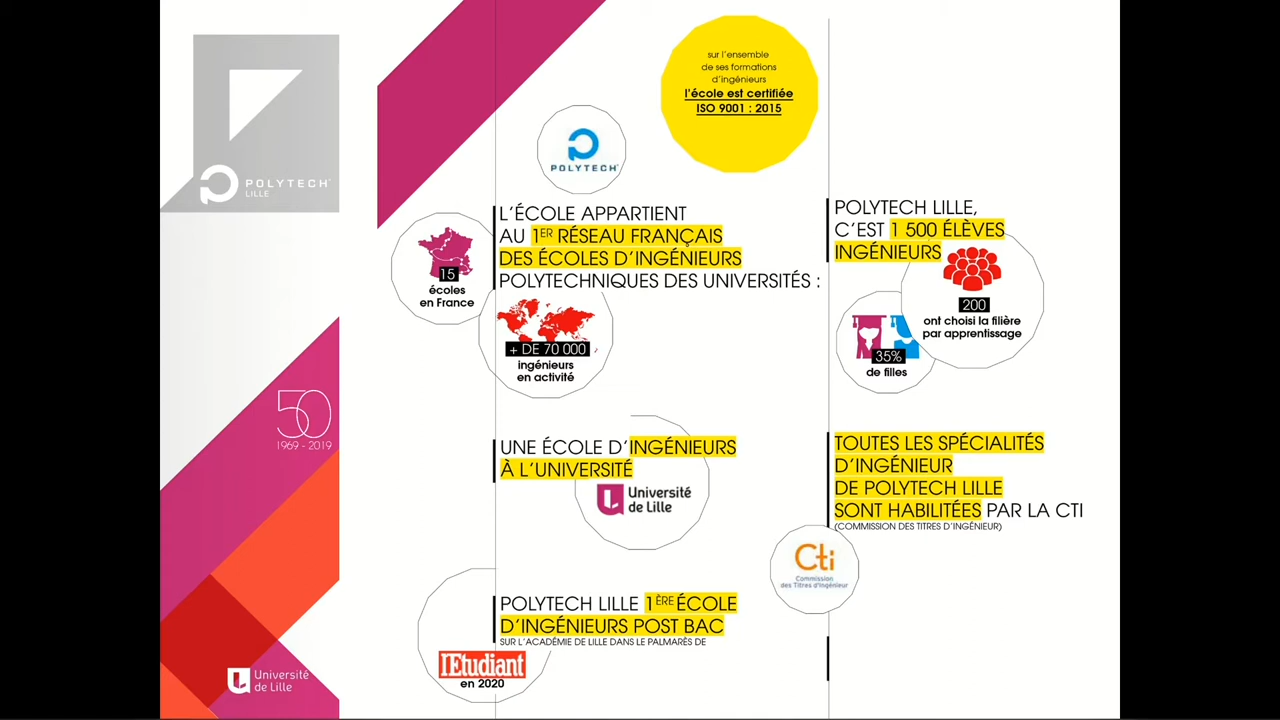 POLYTECH
LILLE
50
1969 - 2019
Université
de Lille
sur l'ensemble
de ses formations
d'ingénieurs
l'école est certifiée
ISO 9001 : 2015
POLYTECH
L'ÉCOLE APPARTIENT
AU 1ER RÉSEAU FRANÇAIS
DES ÉCOLES D'INGÉNIEURS
POLYTECHNIQUES DES UNIVERSITÉS :
15
écoles
en France
+ DE 70 000
ingénieurs
en activité
POLYTECH LILLE,
C'EST 1 500 ÉLÈVES
INGÉNIEURS
200
ont choisi la filière
par apprentissage
35%
de filles
UNE ÉCOLE D'INGÉNIEURS
À L'UNIVERSITÉ
Université
de Lille
TOUTES LES SPÉCIALITÉS
D'INGÉNIEUR
DE POLYTECH LILLE
SONT HABILITÉES PAR LA CTI
(COMMISSION DES TITRES D'INGÉNIEUR)
Cti
Commission
des Titres d'Ingénieur
POLYTECH LILLE 1ÈRE ÉCOLE
D'INGÉNIEURS POST BAC
SUR L'ACADÉMIE DE LILLE DANS LE PALMARÈS DE
l'Etudiant
en 2020